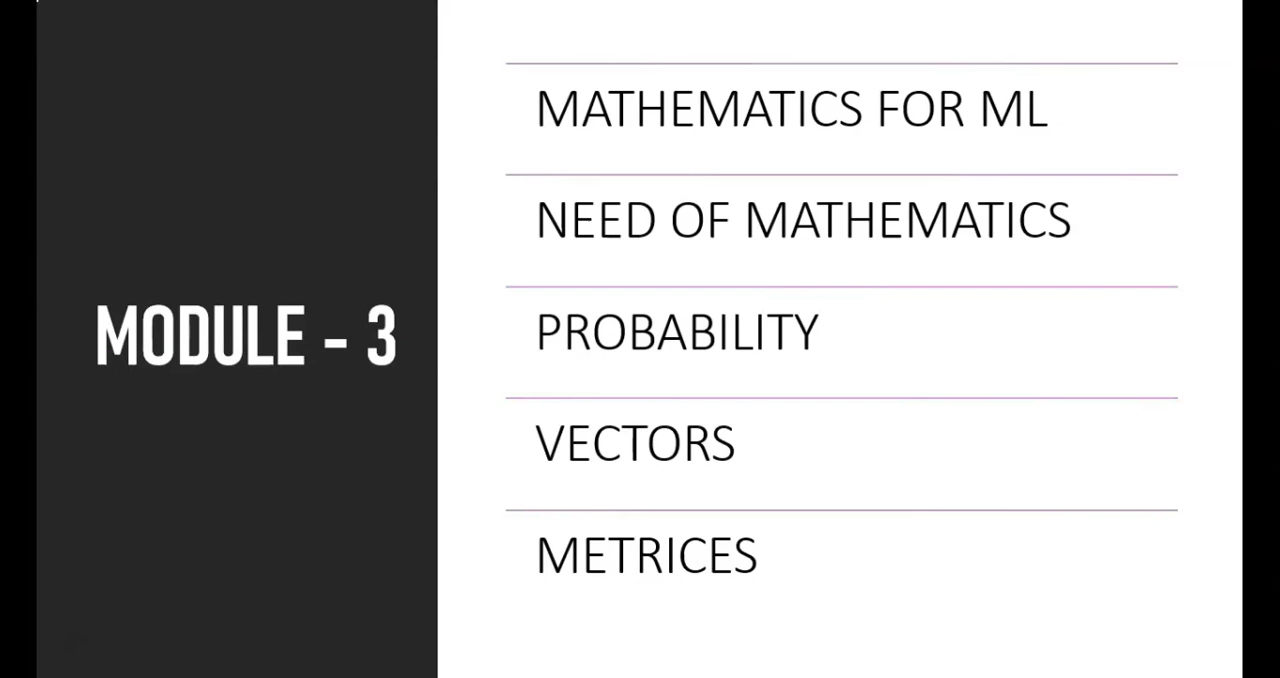 MODULE - 3
MATHEMATICS FOR ML
NEED OF MATHEMATICS
PROBABILITY
VECTORS
METRICES